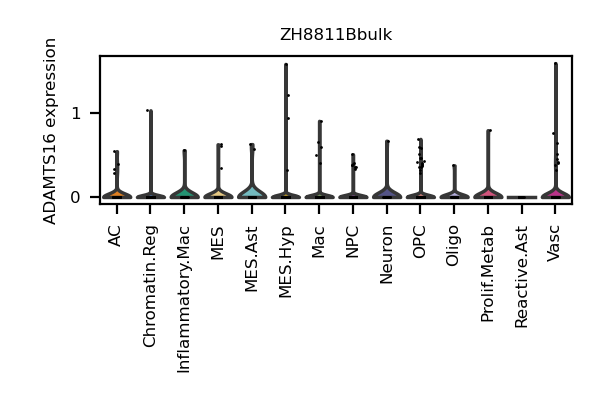 ZH8811Bbulk
ADAMTS16 expression
1
0
AC
Chromatin.Reg
Inflammatory.Mac
MES
MES.Ast
MES.Hyp
Mac
NPC
Neuron
OPC
Oligo
Prolif.Metab
Reactive.Ast
Vasc